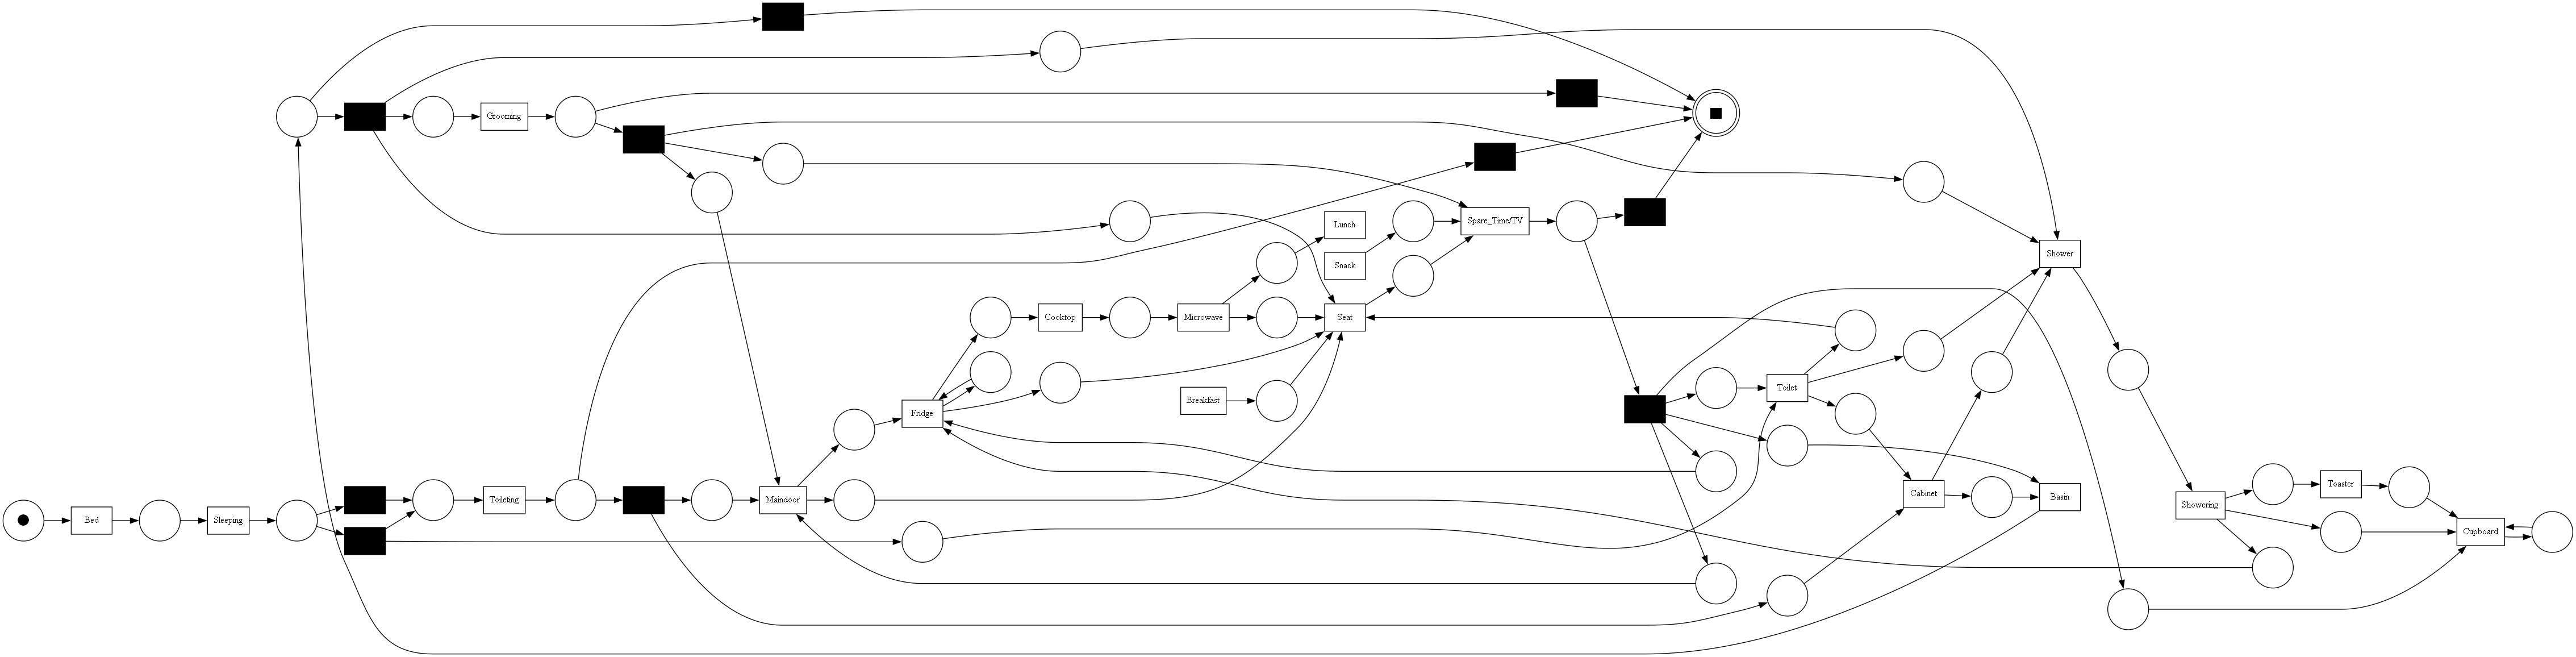 Grooming
Spare_Time/TV
Lunch
Shower
Snack
Cooktop
Microwave
Seat
Toilet
Breakfast
Fridge
Toileting
Maindoor
Cabinet
Basin
Toaster
Showering
Bed
Sleeping
Cupboard